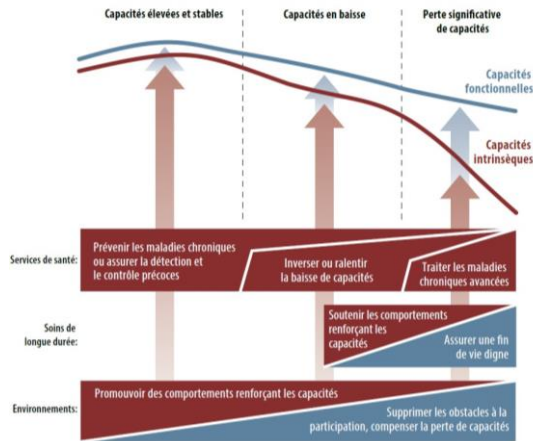 Capacités élevées et stables
Capacités en baisse
Perte significative
de capacités
Capacités
fonctionnelles
Capacités
intrinsèques
Services de santé:
Prévenir les maladies chroniques
ou assurer la détection et
le contrôle précoces
Inverser ou ralentir
la baisse de capacités
Traiter les maladies
chroniques avancées
Soins de
longue durée:
Soutenir les comportements
renforçant les
capacités
Assurer une fin
de vie digne
Environnements:
Promouvoir des comportements renforçant les capacités
Supprimer les obstacles à la
participation, compenser la perte de capacités